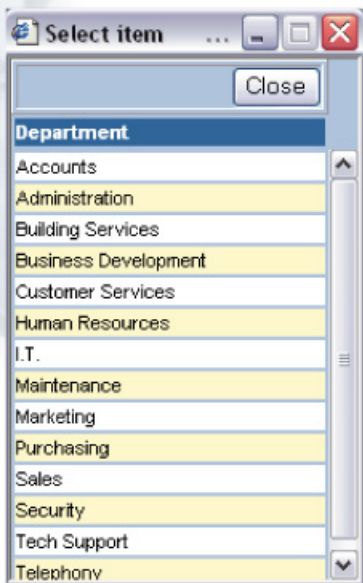 Select item ...
Close
Department
Accounts
Administration
Building Services
Business Development
Customer Services
Human Resources
I.T.
Maintenance
Marketing
Purchasing
Sales
Security
Tech Support
Telephony